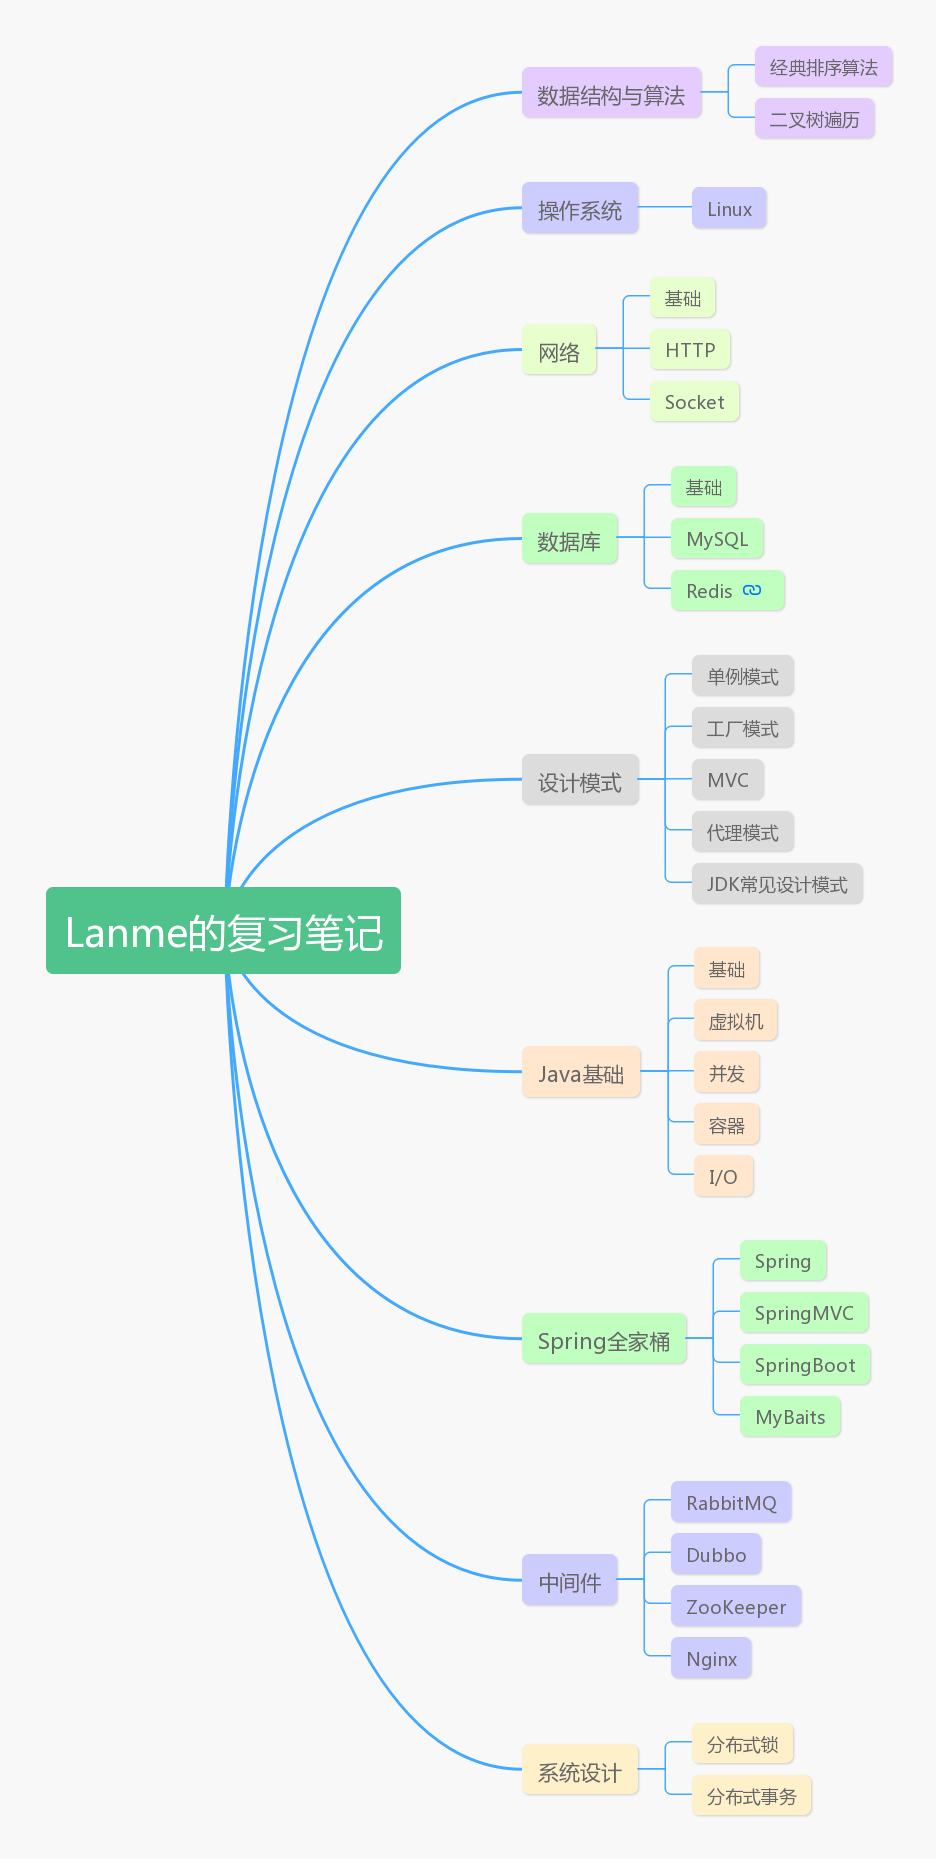 Lanme的复习笔记
数据结构与算法
经典排序算法
二叉树遍历
操作系统
Linux
网络
基础
HTTP
Socket
数据库
基础
MySQL
Redis
设计模式
单例模式
工厂模式
MVC
代理模式
JDK常见设计模式
Java基础
基础
虚拟机
并发
容器
I/O
Spring全家桶
Spring
SpringMVC
SpringBoot
MyBaits
中间件
RabbitMQ
Dubbo
ZooKeeper
Nginx
系统设计
分布式锁
分布式事务